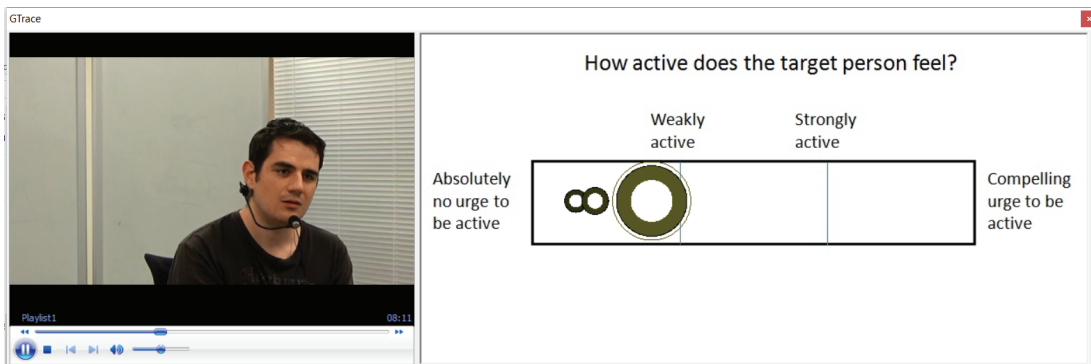 GTrace
How active does the target person feel?
Weakly
active
Strongly
active
Absolutely
no urge to
be active
Compelling
urge to be
active
Playlist1
08:11